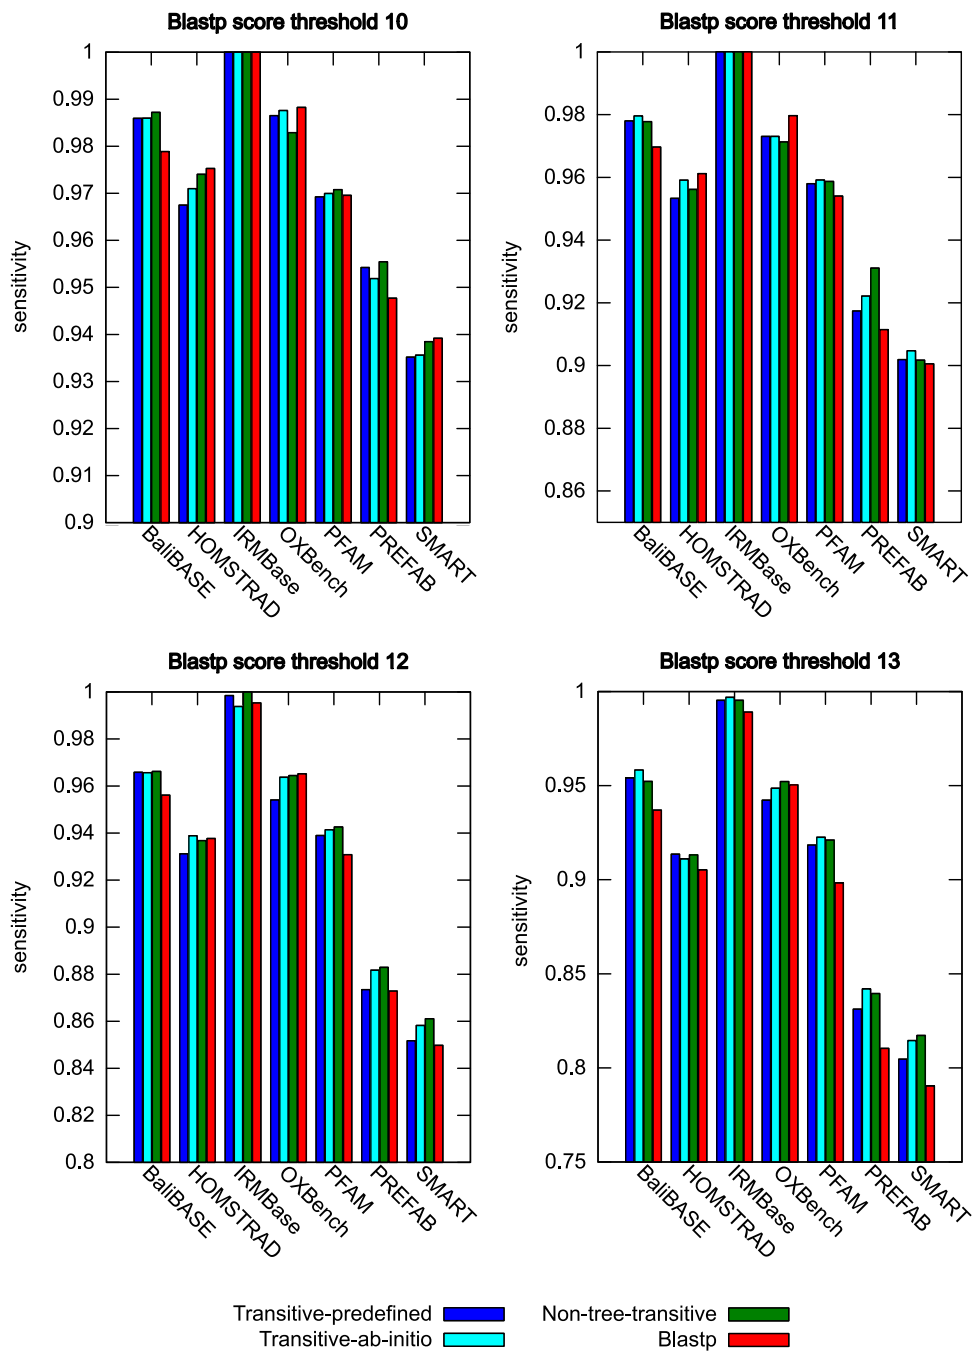 Blastp score threshold 10
1
0.99
0.98
0.97
0.96
0.95
0.94
0.93
0.92
0.91
0.9
sensitivity
BaliBASE
HOMSTRAD
IRMBase
OXBench
PFAM
PREFAB
SMART
Blastp score threshold 11
1
0.98
0.96
0.94
0.92
0.9
0.88
0.86
sensitivity
BaliBASE
HOMSTRAD
IRMBase
OXBench
PFAM
PREFAB
SMART
Blastp score threshold 12
1
0.98
0.96
0.94
0.92
0.9
0.88
0.86
0.84
0.82
0.8
sensitivity
BaliBASE
HOMSTRAD
IRMBase
OXBench
PFAM
PREFAB
SMART
Blastp score threshold 13
1
0.95
0.9
0.85
0.8
0.75
sensitivity
BaliBASE
HOMSTRAD
IRMBase
OXBench
PFAM
PREFAB
SMART
Transitive-predefined
Transitive-ab-initio
Non-tree-transitive
Blastp